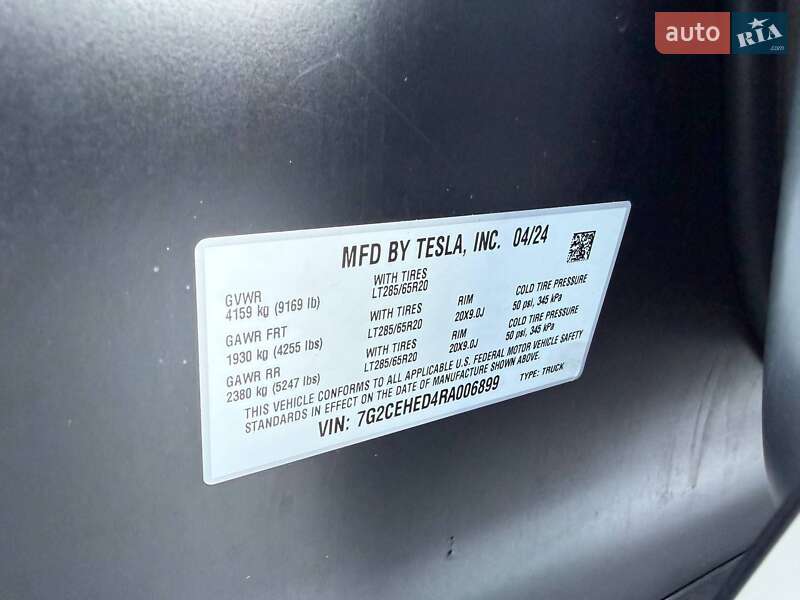 auto RIA.com
MFD BY TESLA, INC. 04/24
GVWR WITH TIRES
4159 kg (9169 lb) LT285/65R20
GAWR FRT WITH TIRES RIM COLD TIRE PRESSURE
1930 kg (4255 lbs) LT285/65R20 20X9.0J 50 psi, 345 kPa
GAWR RR WITH TIRES RIM COLD TIRE PRESSURE
2380 kg (5247 lbs) LT285/65R20 20X9.0J 50 psi, 345 kPa
THIS VEHICLE CONFORMS TO ALL APPLICABLE U.S. FEDERAL MOTOR VEHICLE SAFETY
STANDARDS IN EFFECT ON THE DATE OF MANUFACTURE SHOWN ABOVE. TYPE: TRUCK
VIN: 7G2CEHED4RA006899